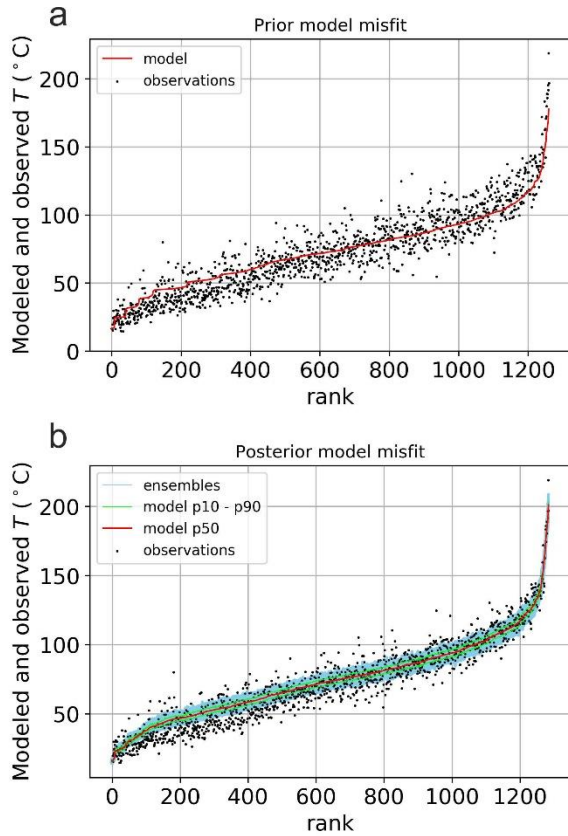 a
Prior model misfit
model
observations
Modeled and observed T (°C)
200
150
100
50
0
0 200 400 600 800 1000 1200
rank
b
Posterior model misfit
ensembles
model p10 - p90
model p50
observations
Modeled and observed T (°C)
200
150
100
50
0 200 400 600 800 1000 1200
rank